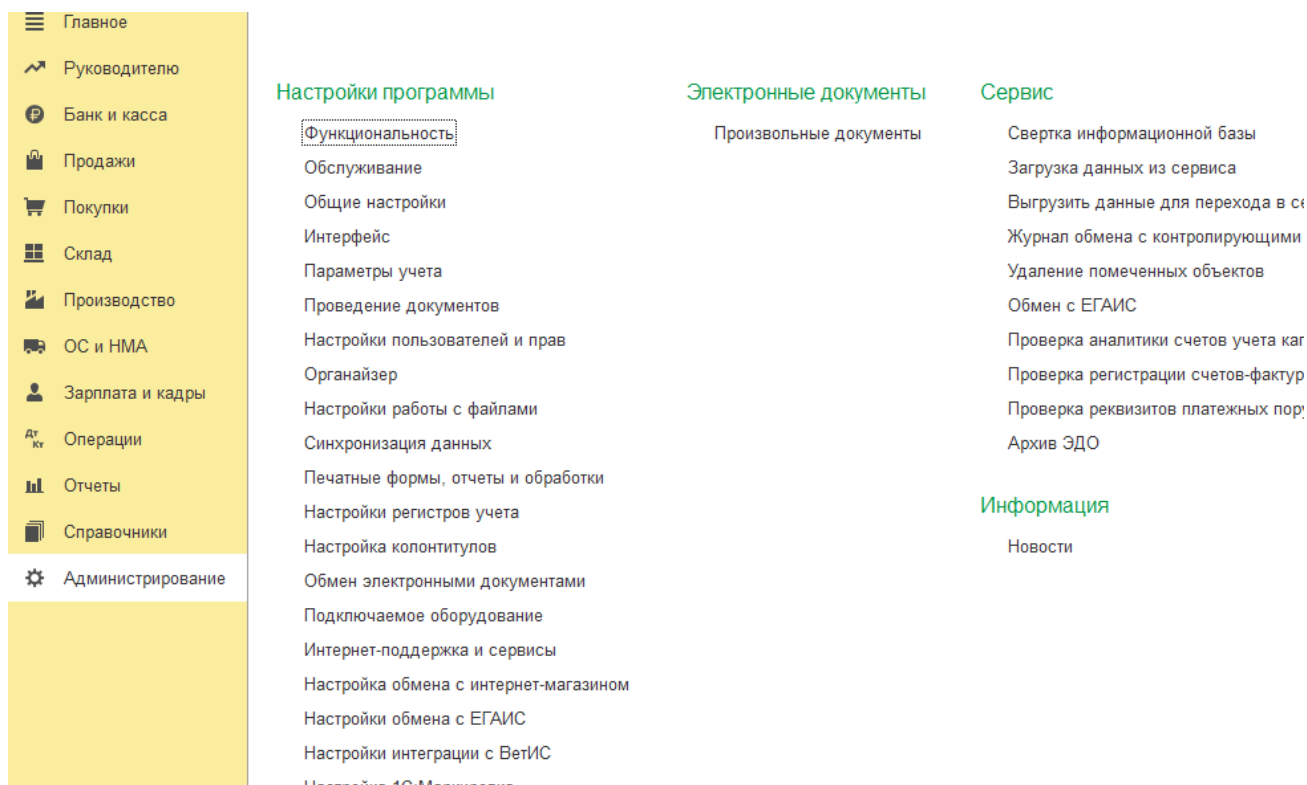 Главное
Руководителю
Банк и касса
Продажи
Покупки
Склад
Производство
ОС и НМА
Зарплата и кадры
Дт Кт Операции
Отчеты
Справочники
Администрирование
Настройки программы
Функциональность
Обслуживание
Общие настройки
Интерфейс
Параметры учета
Проведение документов
Настройки пользователей и прав
Органайзер
Настройки работы с файлами
Синхронизация данных
Печатные формы, отчеты и обработки
Настройки регистров учета
Настройка колонтитулов
Обмен электронными документами
Подключаемое оборудование
Интернет-поддержка и сервисы
Настройка обмена с интернет-магазином
Настройки обмена с ЕГАИС
Настройки интеграции с ВетИС
Электронные документы
Произвольные документы
Сервис
Свертка информационной базы
Загрузка данных из сервиса
Выгрузить данные для перехода в
Журнал обмена с контролирующими
Удаление помеченных объектов
Обмен с ЕГАИС
Проверка аналитики счетов учета
Проверка регистрации счетов-фактур
Проверка реквизитов платежных
Архив ЭДО
Информация
Новости